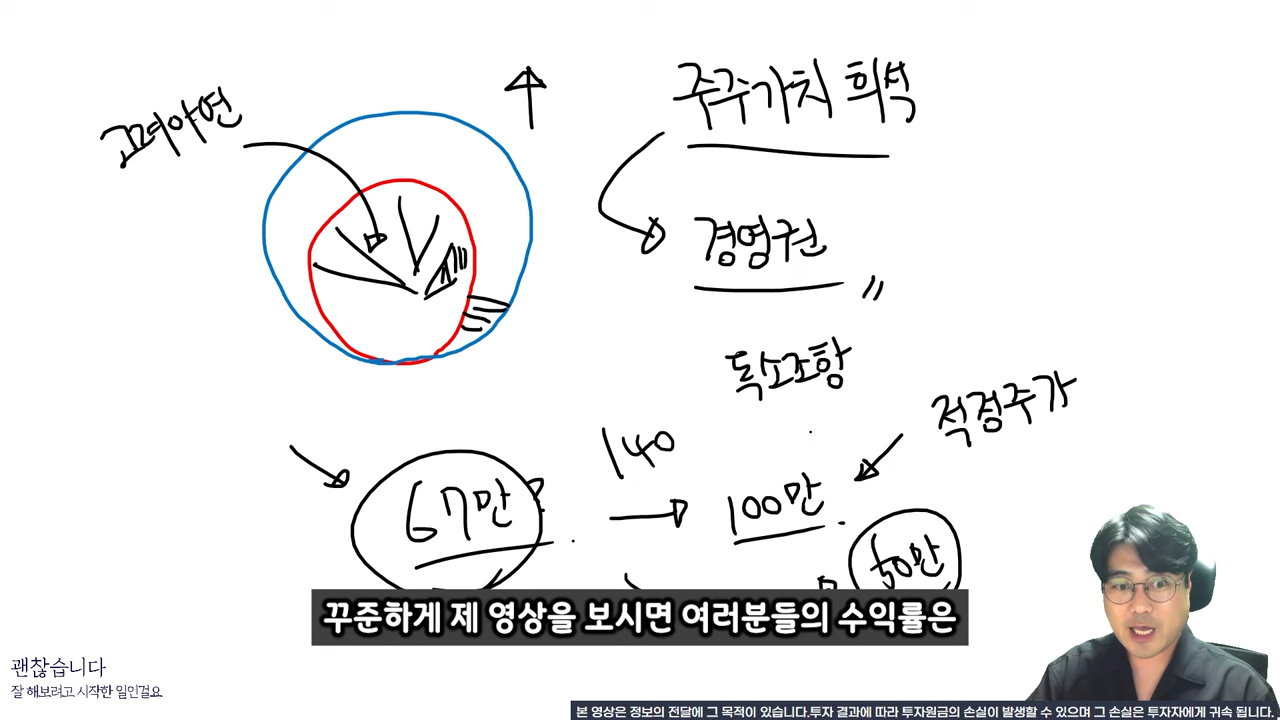 고려아연
주주가치 희석
경영권
독소조항
적정주가
140
67만?
100만
50만
꾸준하게 제 영상을 보시면 여러분들의 수익률은
괜찮습니다
잘 해보려고 시작한 일인걸요
본 영상은 정보의 전달에 그 목적이 있습니다.투자 결과에 따라 투자원금의 손실이 발생할 수 있으며 그 손실은 투자자에게 귀속 됩니다.